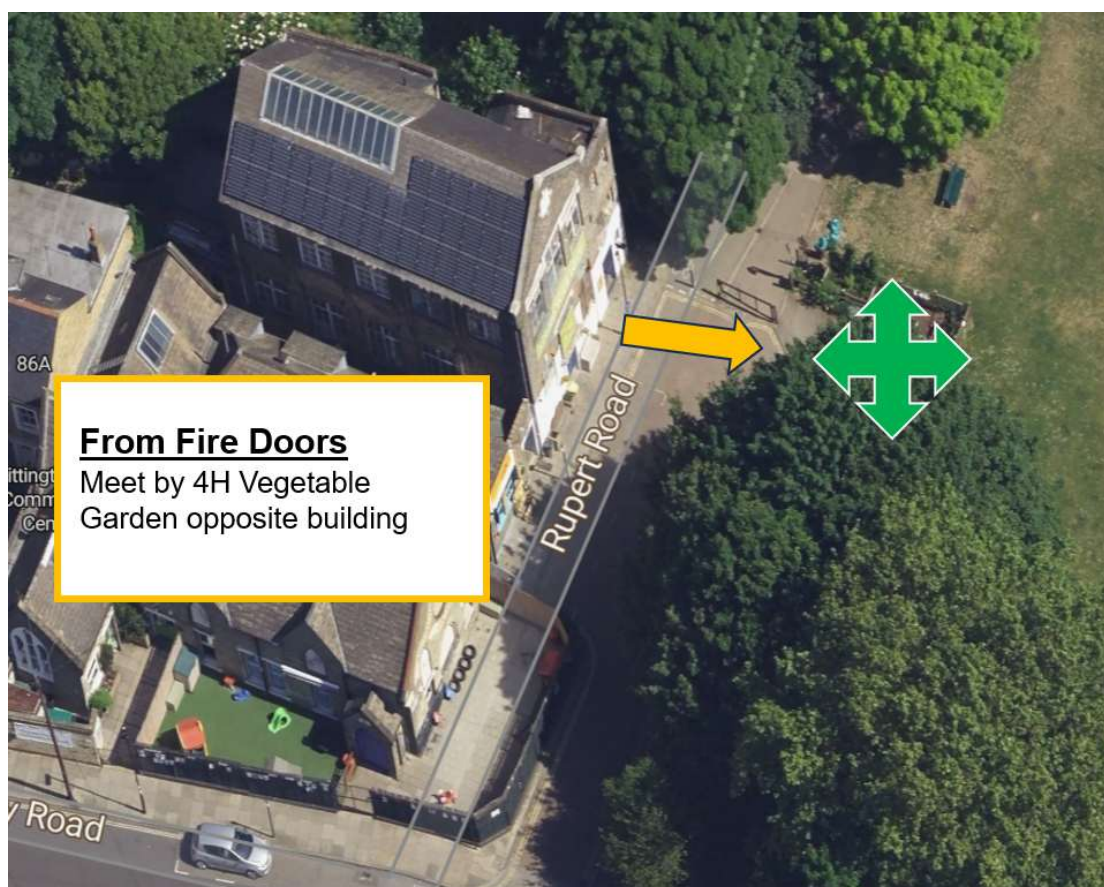 86A
From Fire Doors
Meet by 4H Vegetable
Garden opposite building
Rupert Road
Road